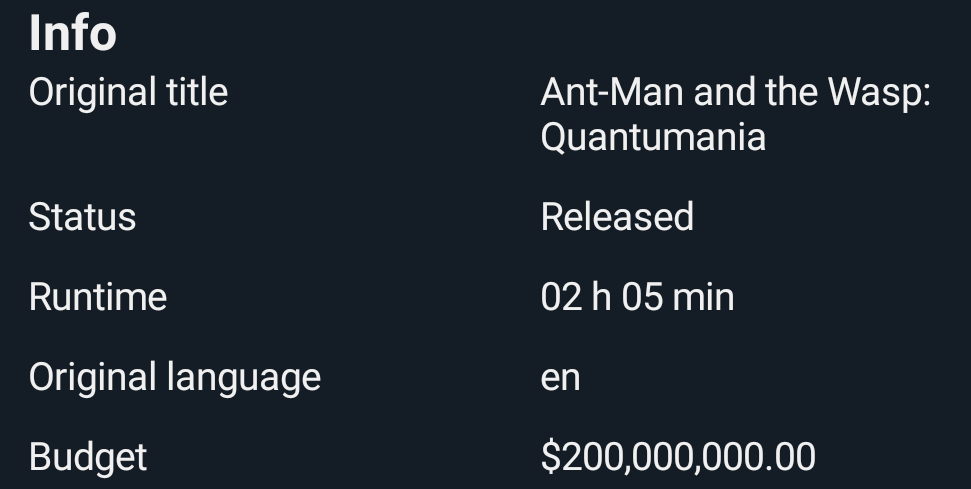 Info
Original title
Ant-Man and the Wasp:
Quantumania
Status
Released
Runtime
02 h 05 min
Original language
en
Budget
$200,000,000.00